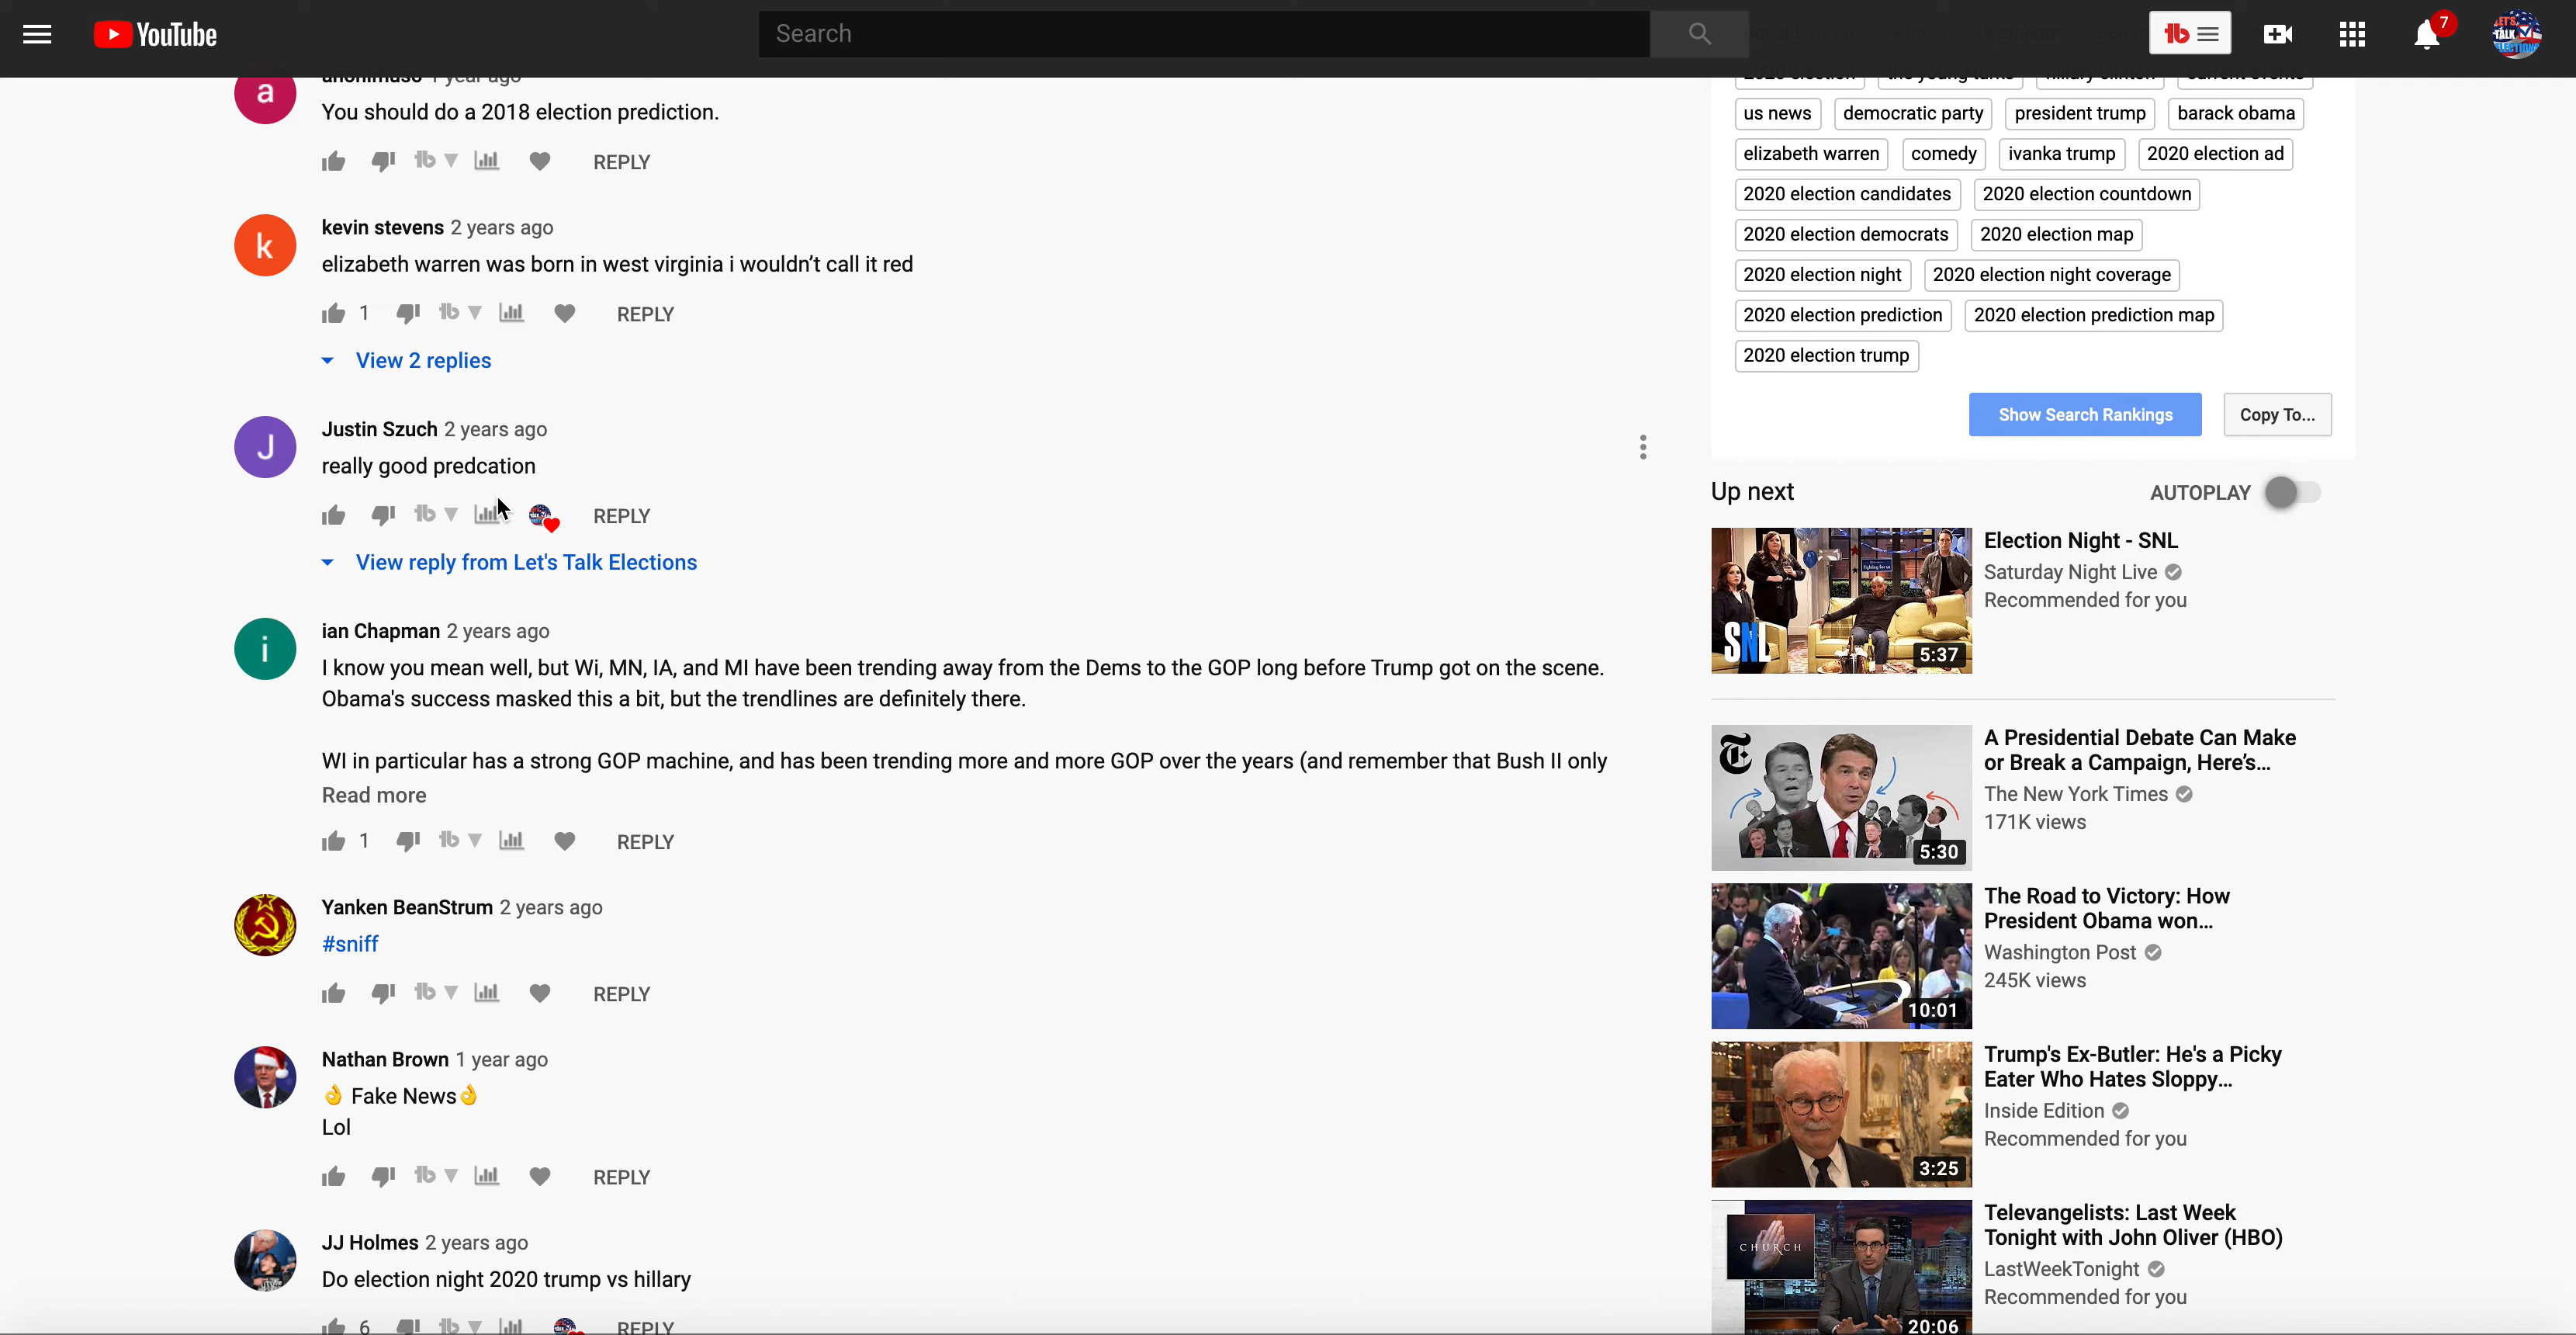 YouTube
Search
7
anonimuso 1 year ago
You should do a 2018 election prediction.
REPLY
kevin stevens 2 years ago
elizabeth warren was born in west virginia i wouldn't call it red
1 REPLY
View 2 replies
Justin Szuch 2 years ago
really good predcation
REPLY
View reply from Let's Talk Elections
ian Chapman 2 years ago
I know you mean well, but Wi, MN, IA, and MI have been trending away from the Dems to the GOP long before Trump got on the scene.
Obama's success masked this a bit, but the trendlines are definitely there.
WI in particular has a strong GOP machine, and has been trending more and more GOP over the years (and remember that Bush II only
Read more
1 REPLY
Yanken BeanStrum 2 years ago
#sniff
REPLY
Nathan Brown 1 year ago
👌 Fake News👌
Lol
REPLY
JJ Holmes 2 years ago
Do election night 2020 trump vs hillary
6 REPLY
2020 election the young turks hillary clinton current events
us news democratic party president trump barack obama
elizabeth warren comedy ivanka trump 2020 election ad
2020 election candidates 2020 election countdown
2020 election democrats 2020 election map
2020 election night 2020 election night coverage
2020 election prediction 2020 election prediction map
2020 election trump
Show Search Rankings Copy To...
Up next AUTOPLAY
SNL
5:37
Election Night - SNL
Saturday Night Live
Recommended for you
5:30
A Presidential Debate Can Make
or Break a Campaign, Here's...
The New York Times
171K views
10:01
The Road to Victory: How
President Obama won...
Washington Post
245K views
3:25
Trump's Ex-Butler: He's a Picky
Eater Who Hates Sloppy...
Inside Edition
Recommended for you
CHURCH
20:06
Televangelists: Last Week
Tonight with John Oliver (HBO)
LastWeekTonight
Recommended for you